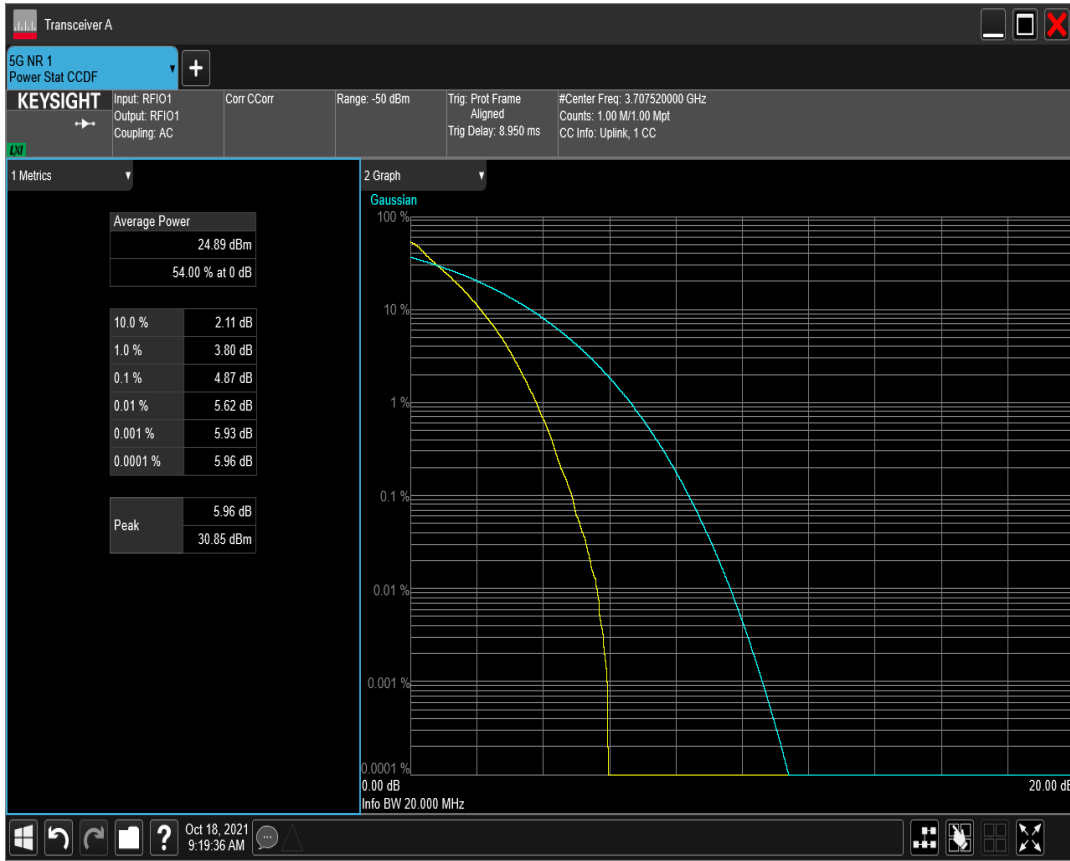 Transceiver A
5G NR 1
Power Stat CCDF
KEYSIGHT
LXI
Input: RFIO1
Output: RFIO1
Coupling: AC
Corr CCorr
Range: -50 dBm
Trig: Prot Frame
Aligned
Trig Delay: 8.950 ms
#Center Freq: 3.707520000 GHz
Counts: 1.00 M/1.00 Mpt
CC Info: Uplink, 1 CC
1 Metrics
Average Power
24.89 dBm
54.00 % at 0 dB
10.0 % 2.11 dB
1.0 % 3.80 dB
0.1 % 4.87 dB
0.01 % 5.62 dB
0.001 % 5.93 dB
0.0001 % 5.96 dB
Peak
5.96 dB
30.85 dBm
2 Graph
Gaussian
100 %
10 %
1 %
0.1 %
0.01 %
0.001 %
0.0001 %
0.00 dB 20.00 dB
Info BW 20.000 MHz
Oct 18, 2021
9:19:36 AM